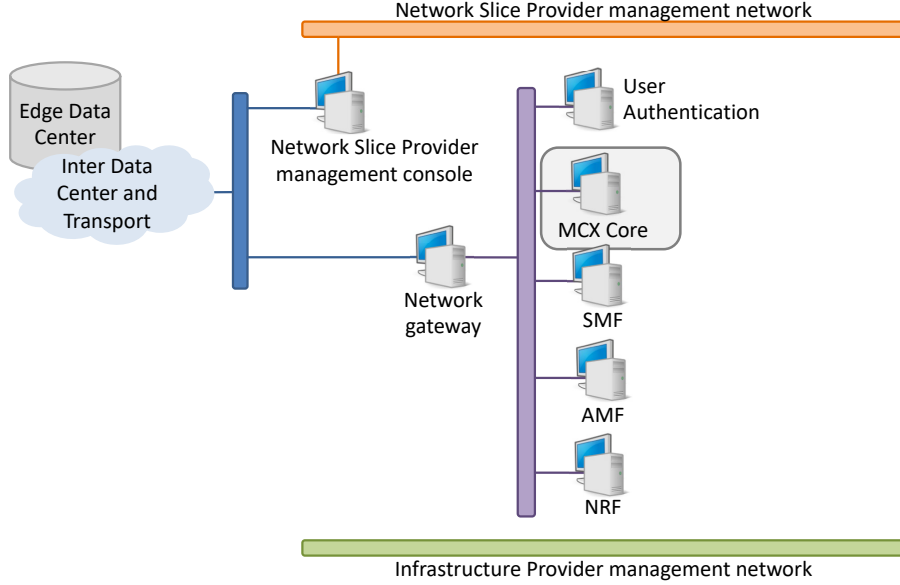 Network Slice Provider management network
Edge Data
Center
Inter Data
Center and
Transport
Network Slice Provider
management console
User
Authentication
MCX Core
Network
gateway
SMF
AMF
NRF
Infrastructure Provider management network